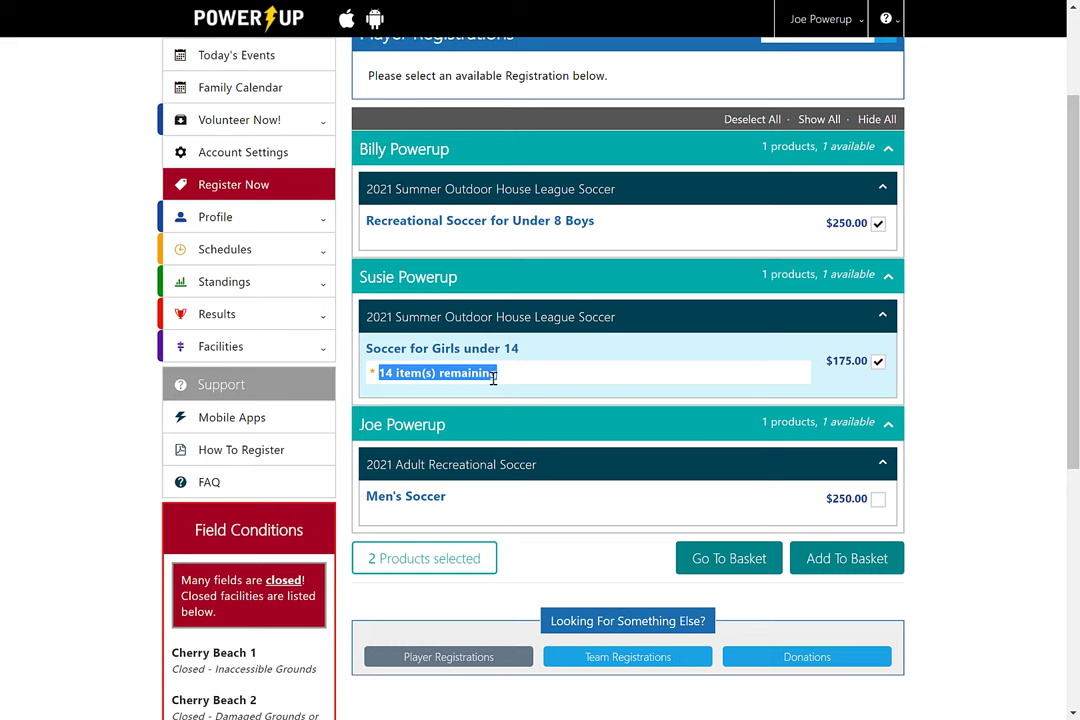 POWER UP
Joe Powerup
Player Registrations
Please select an available Registration below.
Today's Events
Family Calendar
Volunteer Now!
Account Settings
Register Now
Profile
Schedules
Standings
Results
Facilities
Support
Mobile Apps
How To Register
FAQ
Field Conditions
Many fields are closed!
Closed facilities are listed
below.
Cherry Beach 1
Closed - Inaccessible Grounds
Cherry Beach 2
Closed - Damaged Grounds or
Deselect All · Show All · Hide All
Billy Powerup 1 products, 1 available
2021 Summer Outdoor House League Soccer
Recreational Soccer for Under 8 Boys $250.00
Susie Powerup 1 products, 1 available
2021 Summer Outdoor House League Soccer
Soccer for Girls under 14
* 14 item(s) remaining $175.00
Joe Powerup 1 products, 1 available
2021 Adult Recreational Soccer
Men's Soccer $250.00
2 Products selected
Go To Basket
Add To Basket
Looking For Something Else?
Player Registrations
Team Registrations
Donations